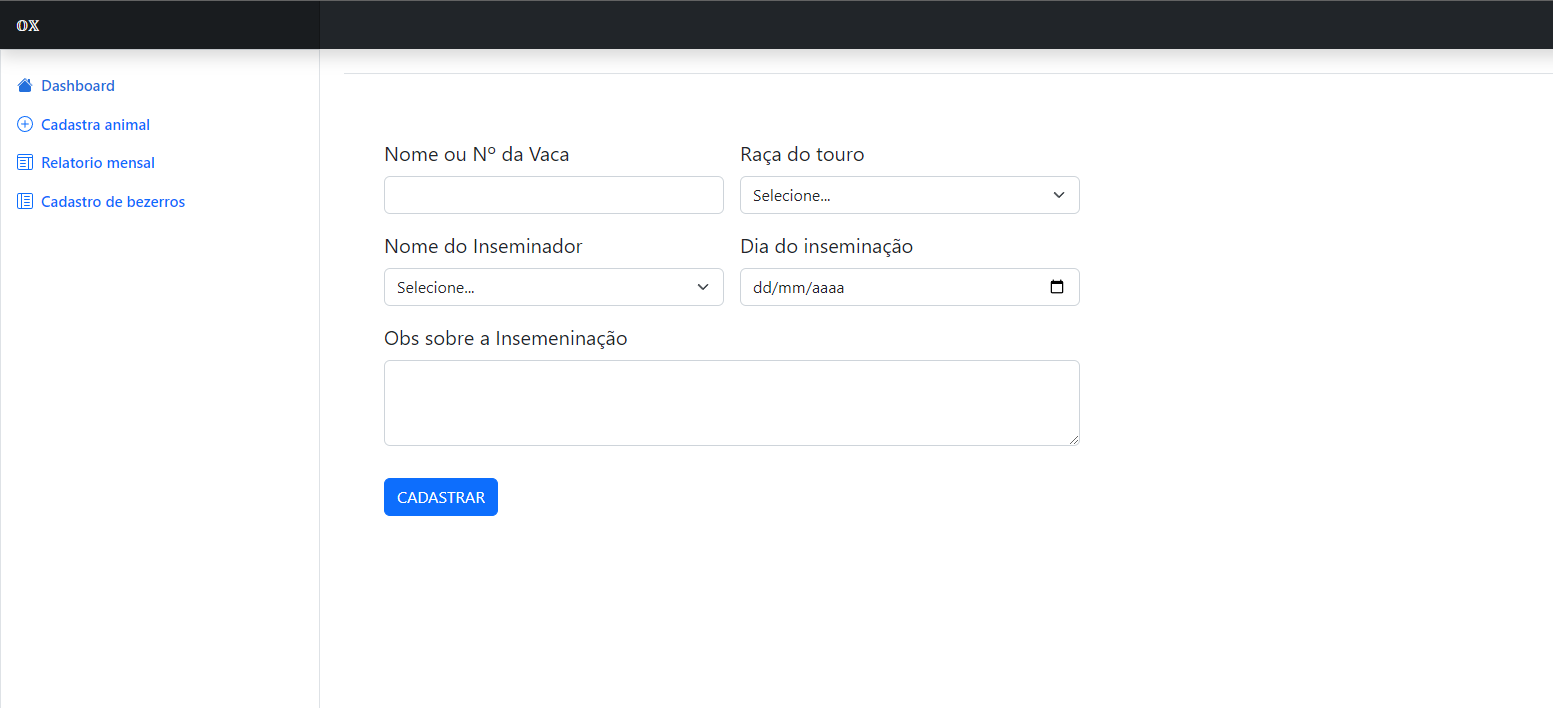 OX
Dashboard
Cadastra animal
Relatorio mensal
Cadastro de bezerros
Nome ou Nº da Vaca
Raça do touro
Selecione...
Nome do Inseminador
Dia do inseminação
Selecione...
dd/mm/aaaa
Obs sobre a Insemeninação
CADASTRAR